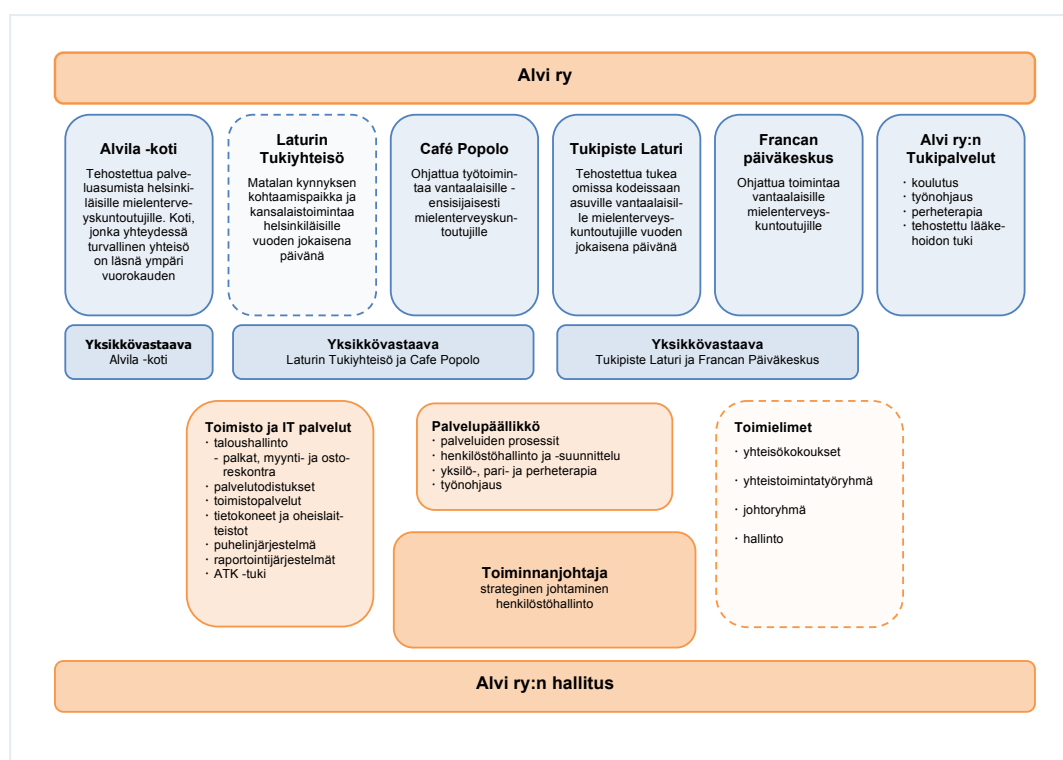 Alvi ry
Alvila -koti
Tehostettua palve-
luasumista helsinki-
läisille mielenterve-
yskuntoutujille. Koti,
jonka yhteydessä
turvallinen yhteisö
on läsnä ympäri
vuorokauden
Laturin
Tukiyhteisö
Matalan kynnyksen
kohtaamispaikka ja
kansalaistoimintaa
helsinkiläisille
vuoden jokaisena
päivänä
Café Popolo
Ohjattua työtoimin-
taa vantaalaisille -
ensisijaisesti
mielenterveyskun-
toutujille
Tukipiste Laturi
Tehostettua tukea
omissa kodeissaan
asuville vantaalaisil-
le mielenterveys-
kuntoutujille vuoden
jokaisena päivänä
Francan
päiväkeskus
Ohjattua toimintaa
vantaalaisille
mielenterveys-
kuntoutujille
Alvi ry:n
Tukipalvelut
· koulutus
· työnohjaus
· perheterapia
· tehostettu lääke-
hoidon tuki
Yksikkövastaava
Alvila -koti
Yksikkövastaava
Laturin Tukiyhteisö ja Cafe Popolo
Yksikkövastaava
Tukipiste Laturi ja Francan Päiväkeskus
Toimisto ja IT palvelut
· taloushallinto
- palkat, myynti- ja osto-
reskontra
· palvelutodistukset
· toimistopalvelut
· tietokoneet ja oheislait-
teistot
· puhelinjärjestelmä
· raportointijärjestelmät
· ATK -tuki
Palvelupäällikkö
· palveluiden prosessit
· henkilöstöhallinto ja -suunnittelu
· yksilö-, pari- ja perheterapia
· työnohjaus
Toimielimet
· yhteisökokoukset
· yhteistoimintatyöryhmä
· johtoryhmä
· hallinto
Toiminnanjohtaja
strateginen johtaminen
henkilöstöhallinto
Alvi ry:n hallitus